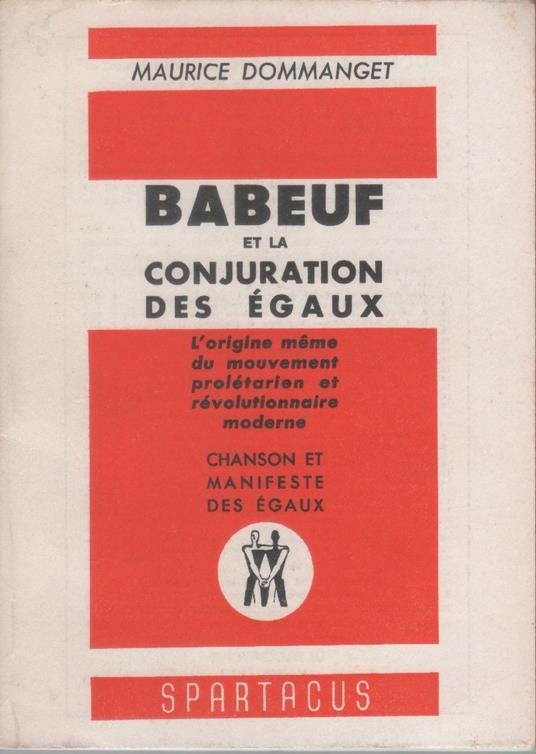 MAURICE DOMMANGET
BABEUF
ET LA
CONJURATION
DES ÉGAUX
L'origine même
du mouvement
prolétarien et
révolutionnaire
moderne
CHANSON ET
MANIFESTE
DES ÉGAUX
SPARTACUS